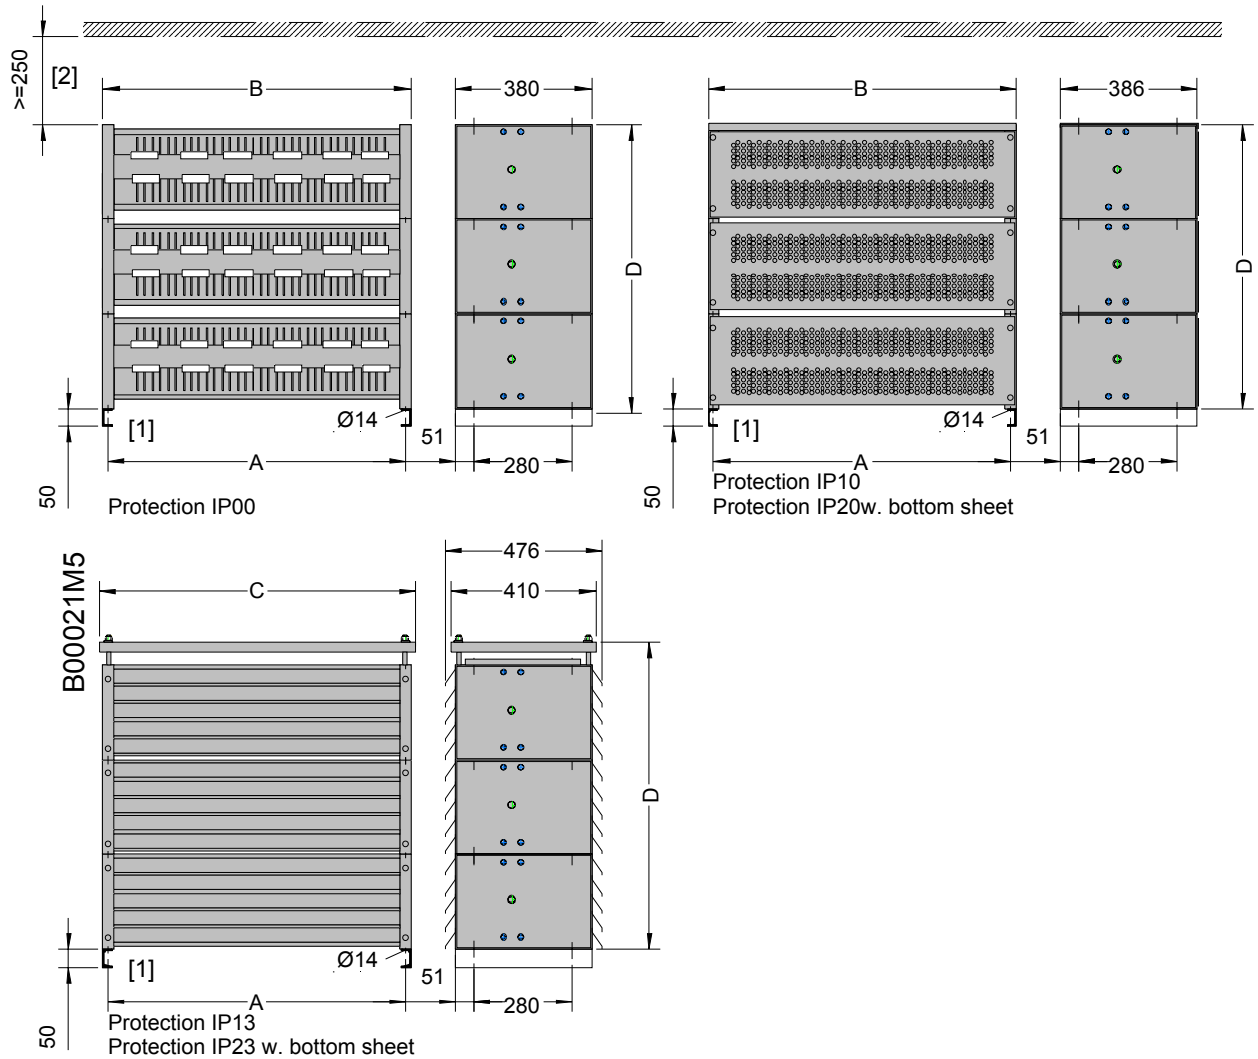 >=250
[2]
B
380
B
386
D
D
[1]
Ø14
51
A
280
50
Protection IP00
[1]
Ø14
51
A
280
50
Protection IP10
Protection IP20w. bottom sheet
B00021M5
476
C
410
D
[1]
Ø14
51
A
280
50
Protection IP13
Protection IP23 w. bottom sheet